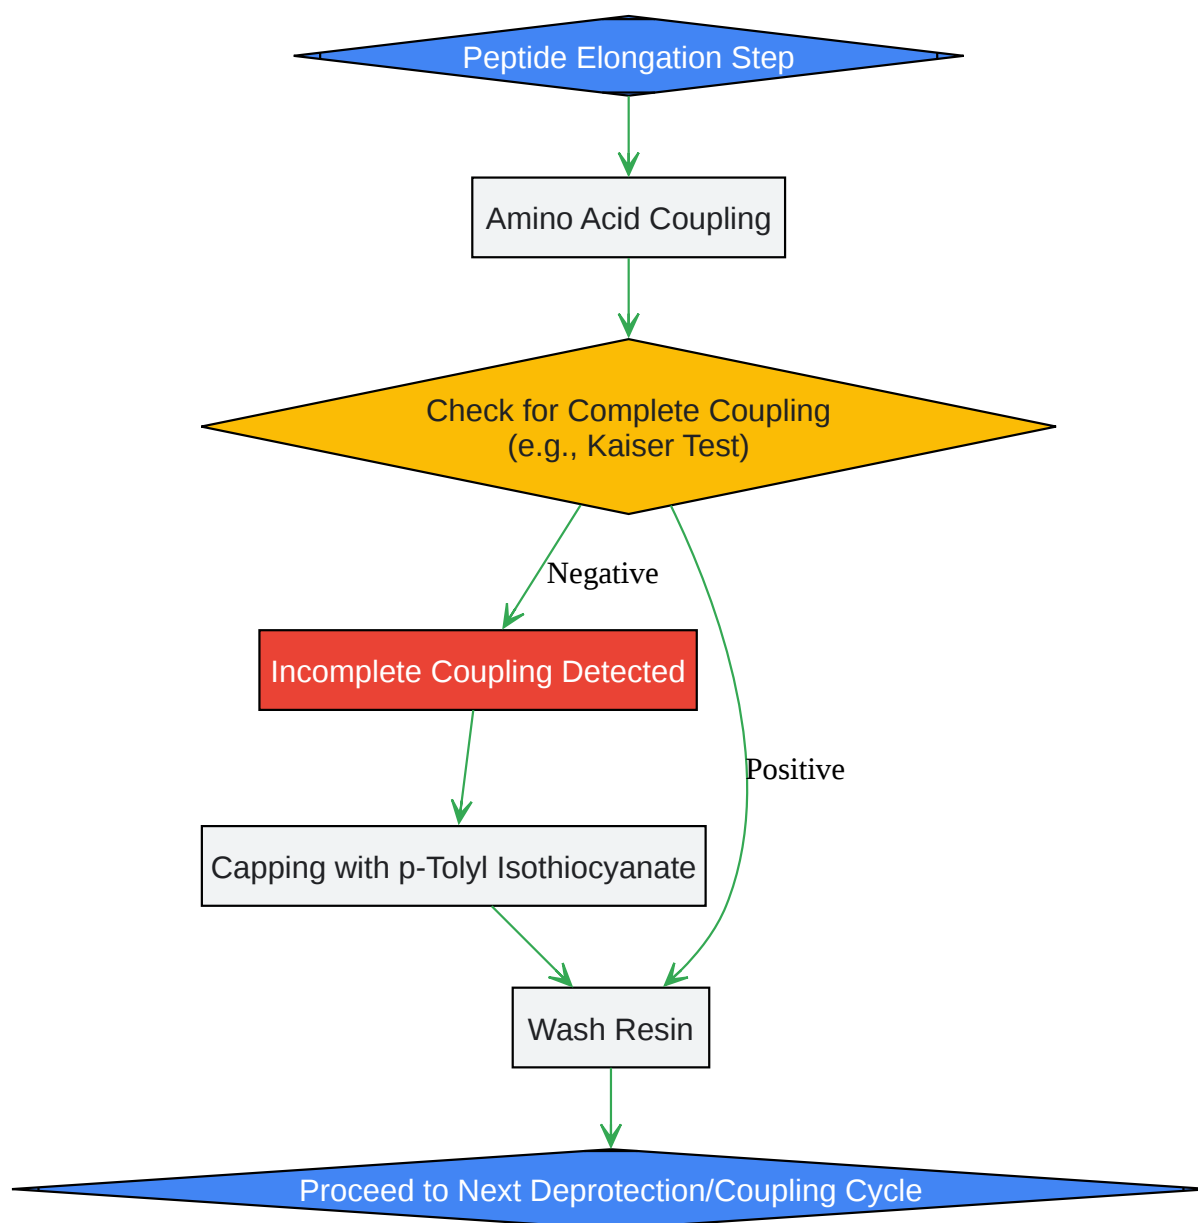 Peptide Elongation Step
Amino Acid Coupling
Check for Complete Coupling
(e.g., Kaiser Test)
Negative
Incomplete Coupling Detected
Positive
Capping with p-Tolyl Isothiocyanate
Wash Resin
Proceed to Next Deprotection/Coupling Cycle